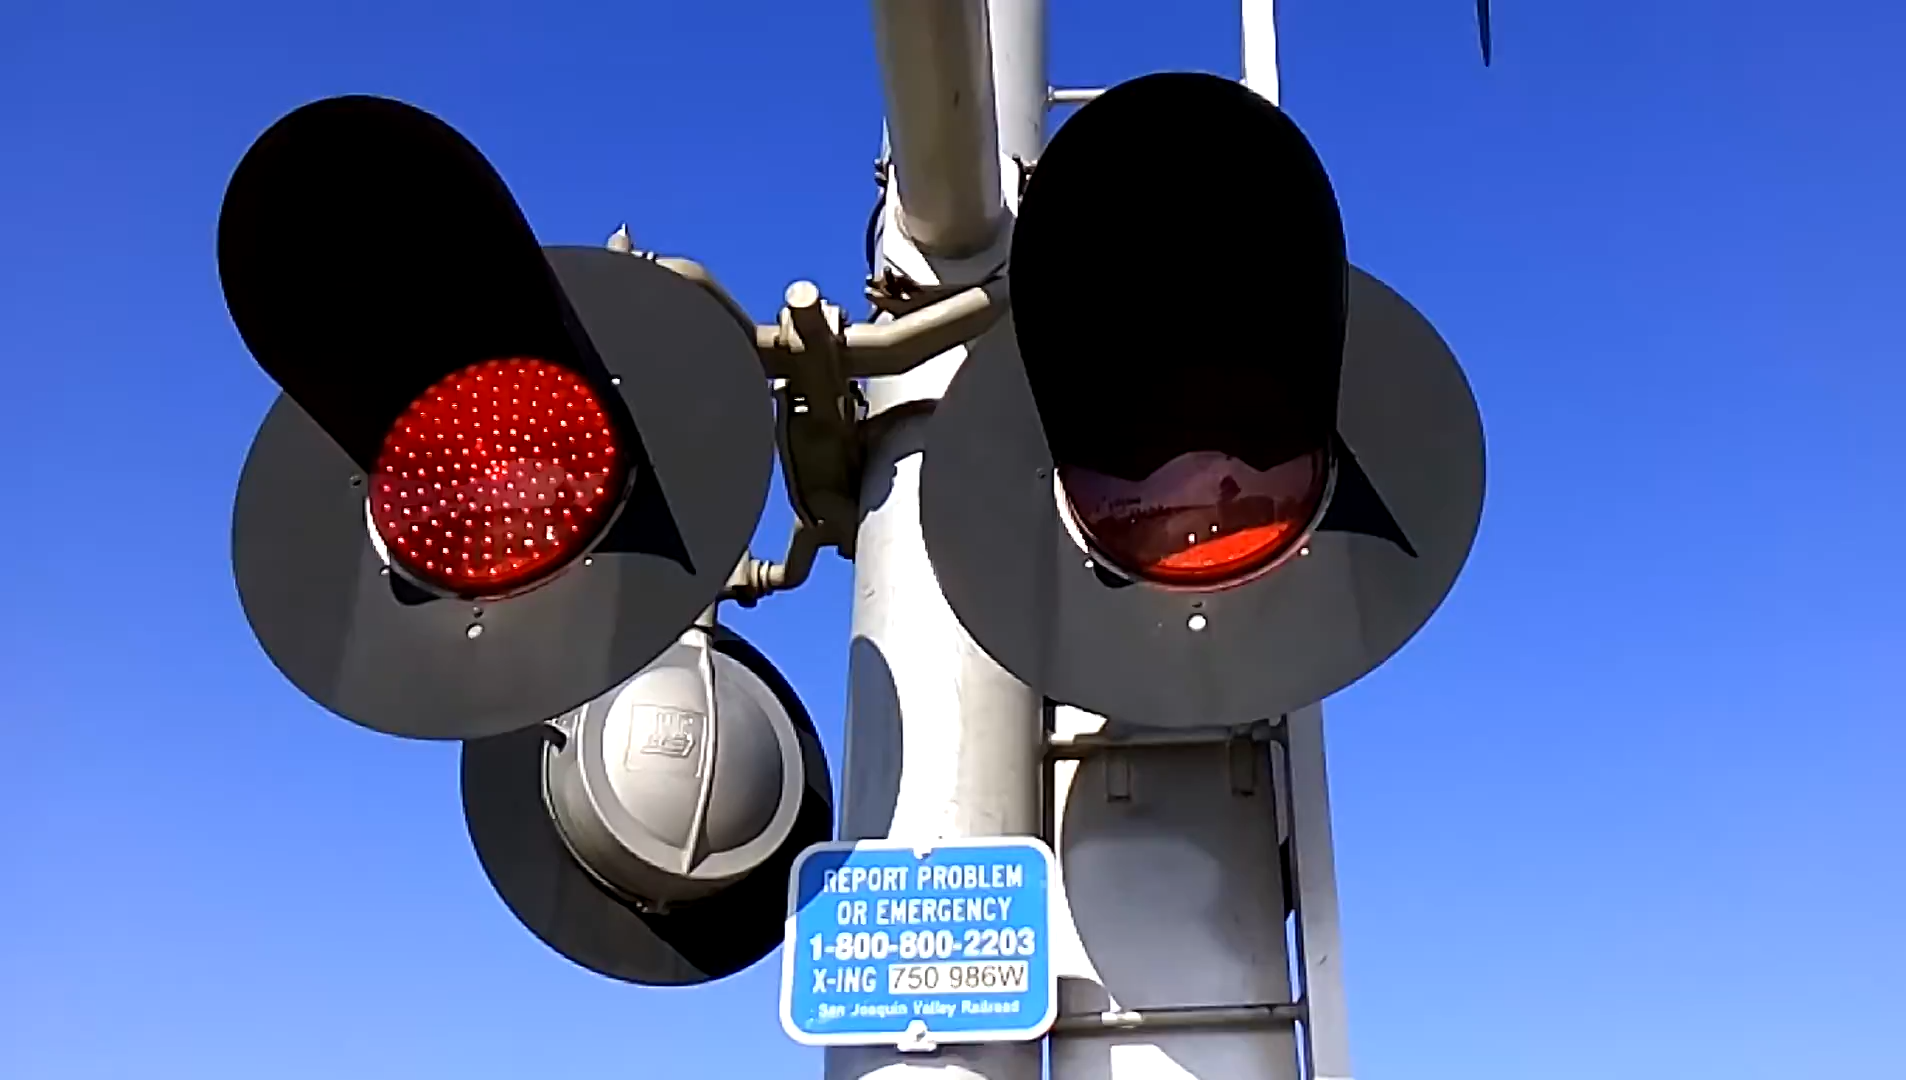 REPORT PROBLEM
OR EMERGENCY
1-800-800-2203
X-ING 750 986W
San Joaquin Valley Railroad